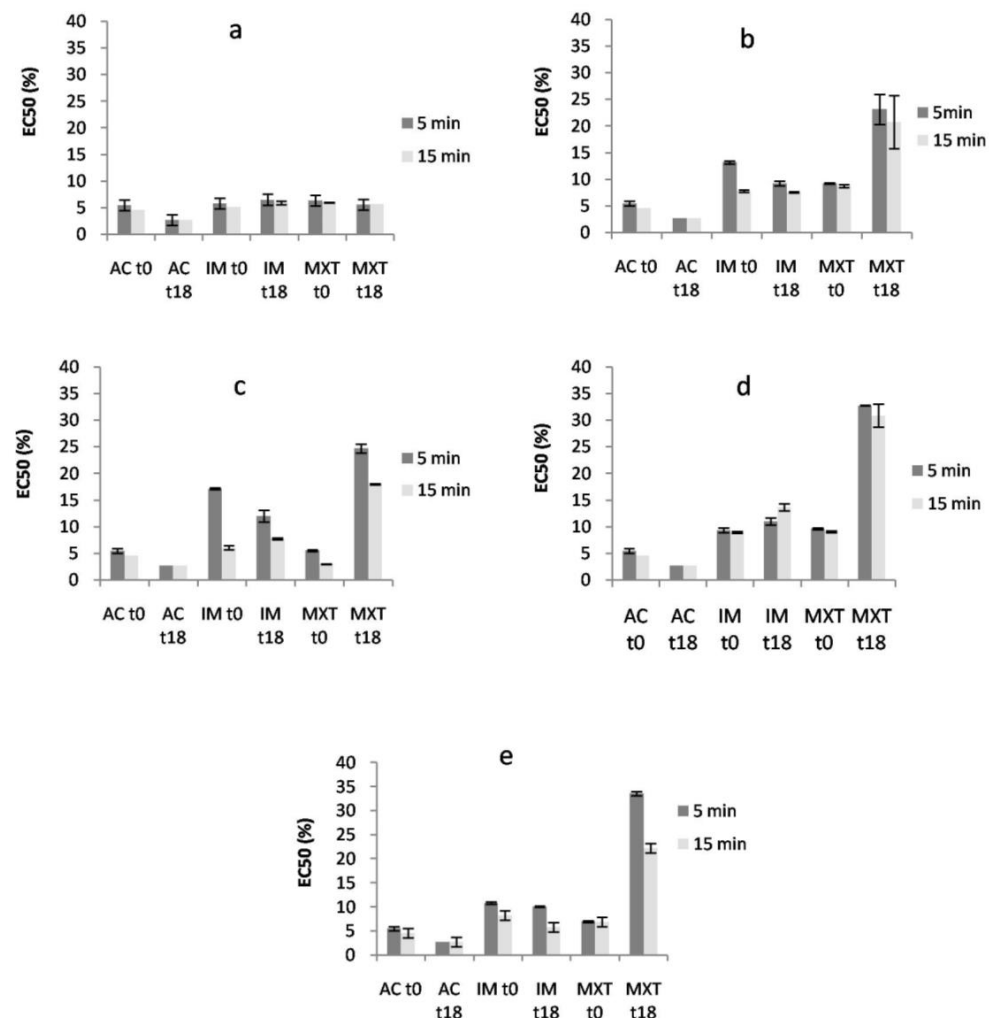 a
40
35
30
25
20
15
10
5
0
EC50 (%)
5 min
15 min
AC t0 AC IM t0 IM MXT MXT
t18 t18 t0 t18
b
40
35
30
25
20
15
10
5
0
EC50 (%)
5min
15 min
AC t0 AC IM t0 IM MXT MXT
t18 t18 t0 t18
c
40
35
30
25
20
15
10
5
0
EC50 (%)
5 min
15 min
AC t0 AC IM t0 IM MXT MXT
t18 t18 t0 t18
d
40
35
30
25
20
15
10
5
0
EC50 (%)
5 min
15 min
AC AC IM IM MXT MXT
t0 t18 t0 t18 t0 t18
e
40
35
30
25
20
15
10
5
0
EC50 (%)
5 min
15 min
AC t0 AC IM t0 IM MXT MXT
t18 t18 t0 t18